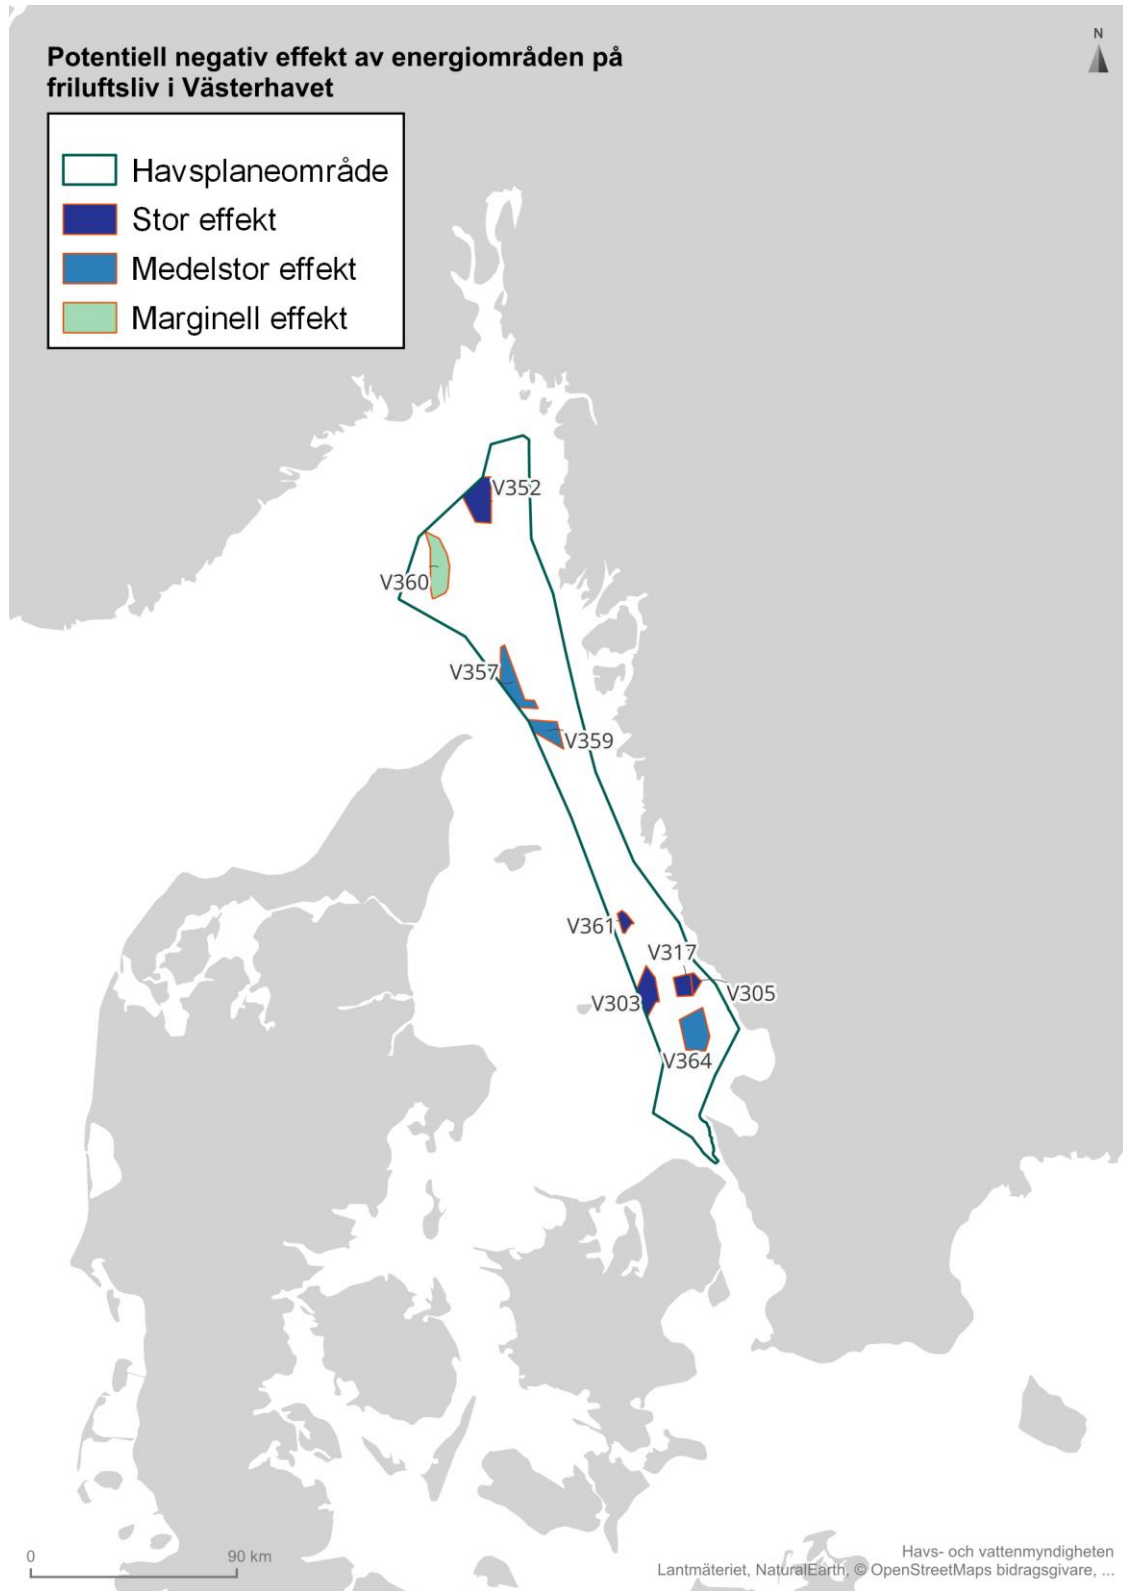 N
Potentiell negativ effekt av energiområden på
friluftsliv i Västerhavet
Havsplaneområde
Stor effekt
Medelstor effekt
Marginell effekt
V352
V360
V357
V359
V361
V317
V303
V305
V364
0 90 km
Havs- och vattenmyndigheten
Lantmäteriet, NaturalEarth, © OpenStreetMaps bidragsgivare, ...